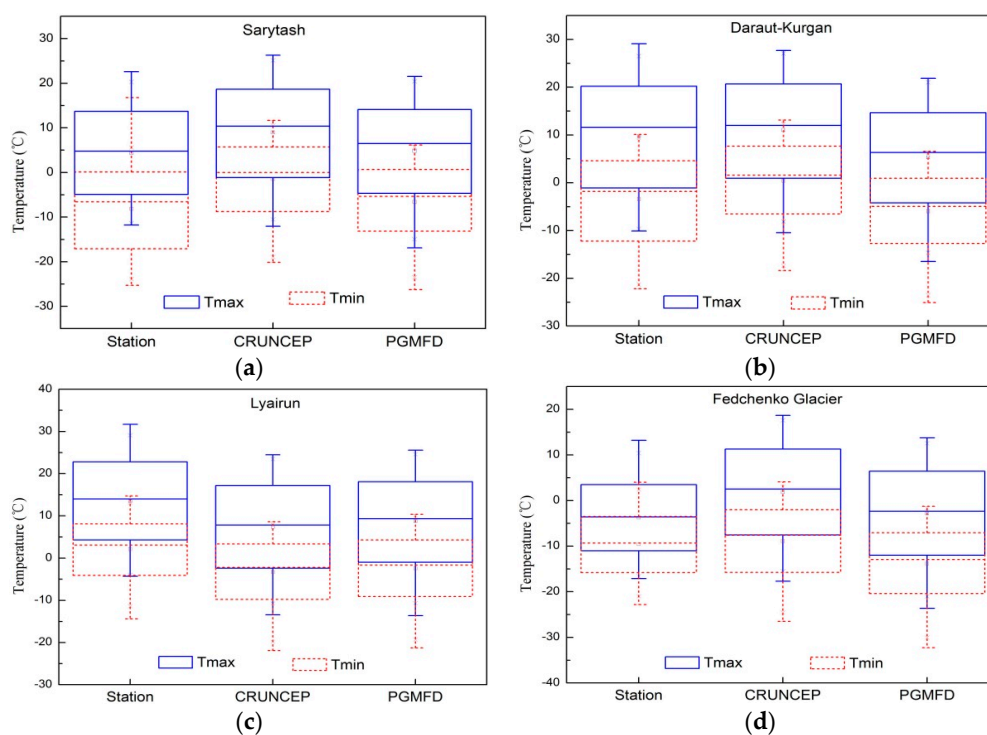 Sarytash
Temperature (℃)
30
20
10
0
-10
-20
-30
Tmax
Tmin
Station
CRUNCEP
PGMFD
(a)
Daraut-Kurgan
Temperature (℃)
30
20
10
0
-10
-20
-30
Tmax
Tmin
Station
CRUNCEP
PGMFD
(b)
Lyairun
Temperature (℃)
40
30
20
10
0
-10
-20
-30
Tmax
Tmin
Station
CRUNCEP
PGMFD
(c)
Fedchenko Glacier
Temperature (℃)
20
10
0
-10
-20
-30
-40
Tmax
Tmin
Station
CRUNCEP
PGMFD
(d)